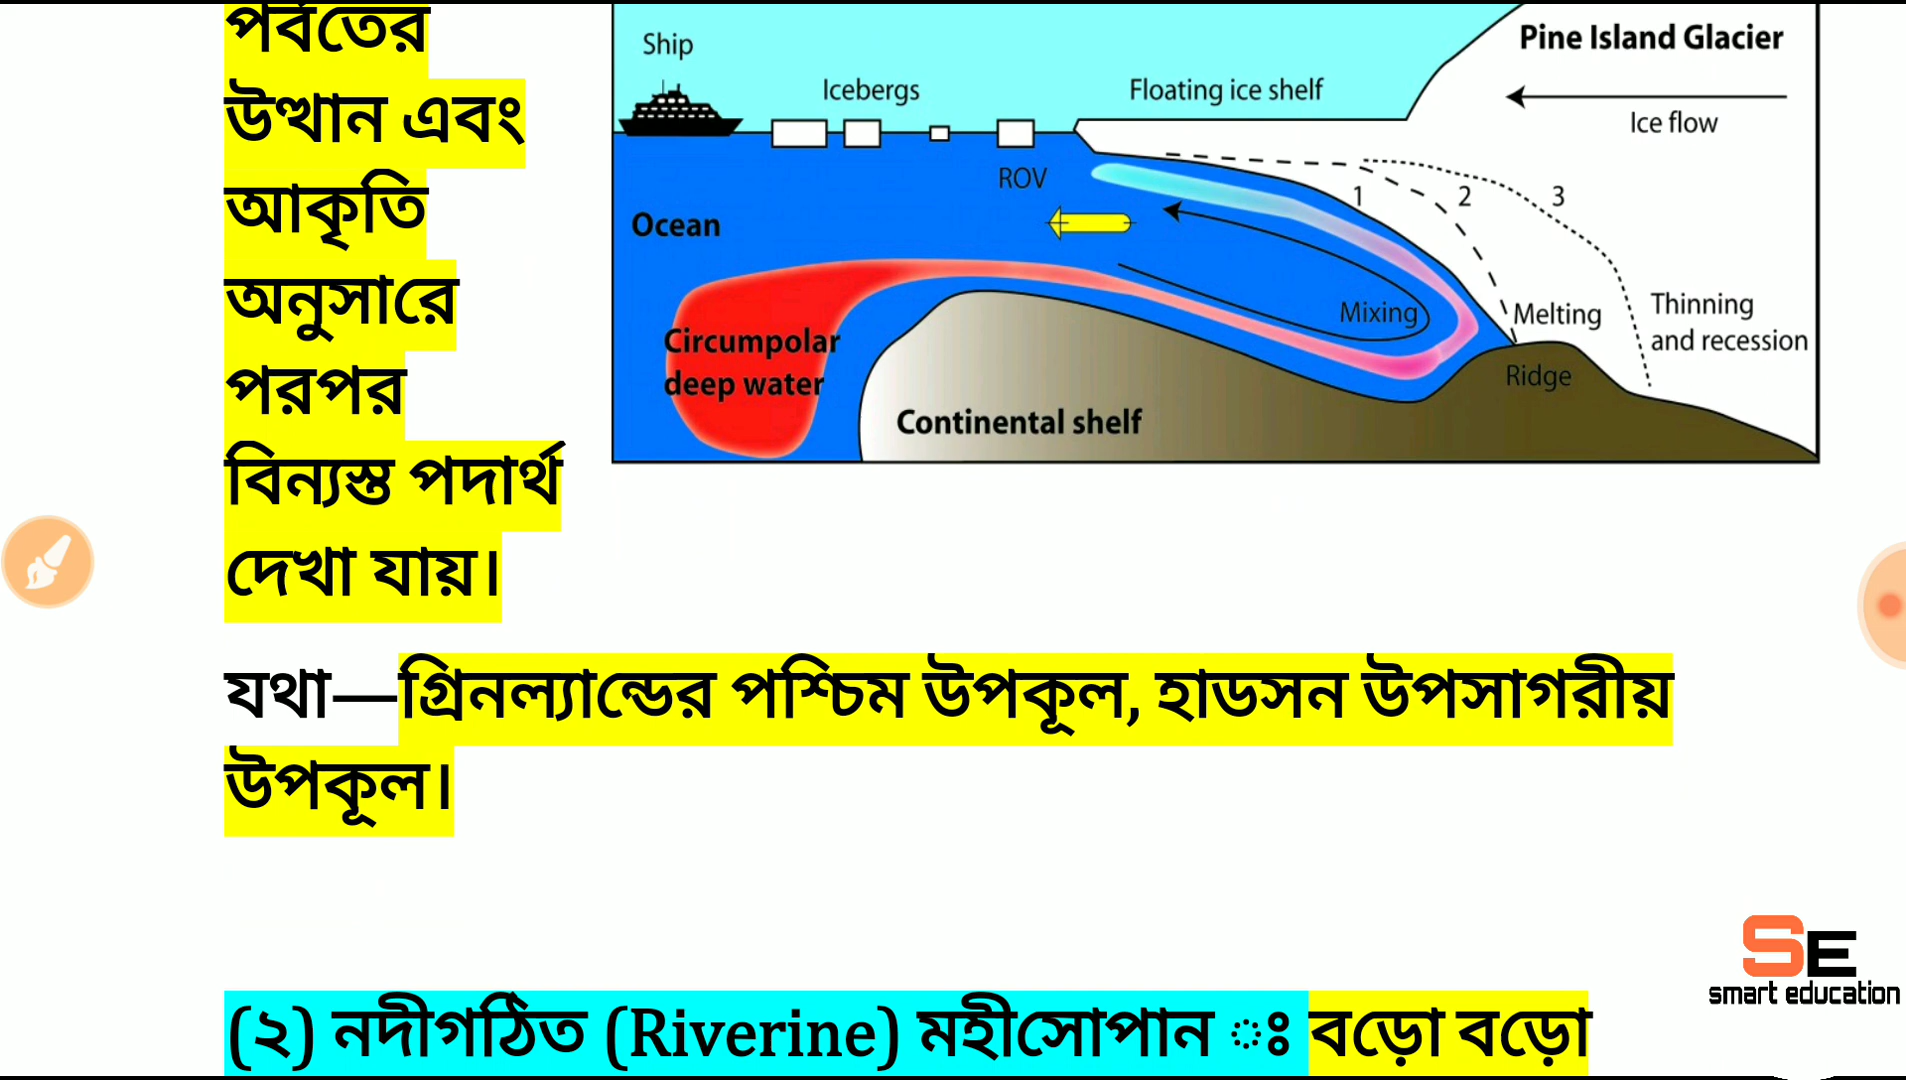 পর্বতের
উত্থান এবং
আকৃতি
অনুসারে
পরপর
বিন্যস্ত পদার্থ
দেখা যায়।
Ship
Icebergs
Floating ice shelf
Pine Island Glacier
Ice flow
ROV
1
2
3
Ocean
Mixing
Melting
Thinning
and recession
Circumpolar
deep water
Ridge
Continental shelf
যথা—গ্রিনল্যান্ডের পশ্চিম উপকূল, হাডসন উপসাগরীয়
উপকূল।
SE
smart education
(২) নদীগঠিত (Riverine) মহীসোপান ঃ বড়ো বড়ো